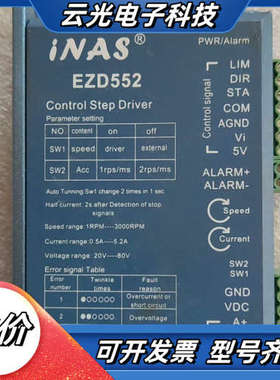 云光电子科技
iNAS®
PWR/Alarm
EZD552
Control Step Driver
Parameter setting
NO content on off
SW1 speed driver external
SW2 Acc 1rps/ms 2rps/ms
Auto Tunning Sw1 change 2 times in 1 sec
Half current: 2s after Detection of stop
signals
Speed range: 1RPM----3000RPM
Current range: 0.5A---5.2A
Voltage range: 20V---80V
Error signal Table
Error number Twinkle times Fault reason
1 ●○○○○○ Overcurrent or short circuit
2 ●●○○○○ Overvoltage
LIM
DIR
STA
COM
AGND
Vi
5V
Control signal
ALARM+
ALARM-
Speed
Current
SW2
SW1
GND
VDC
A+
价
可开发票 型号齐